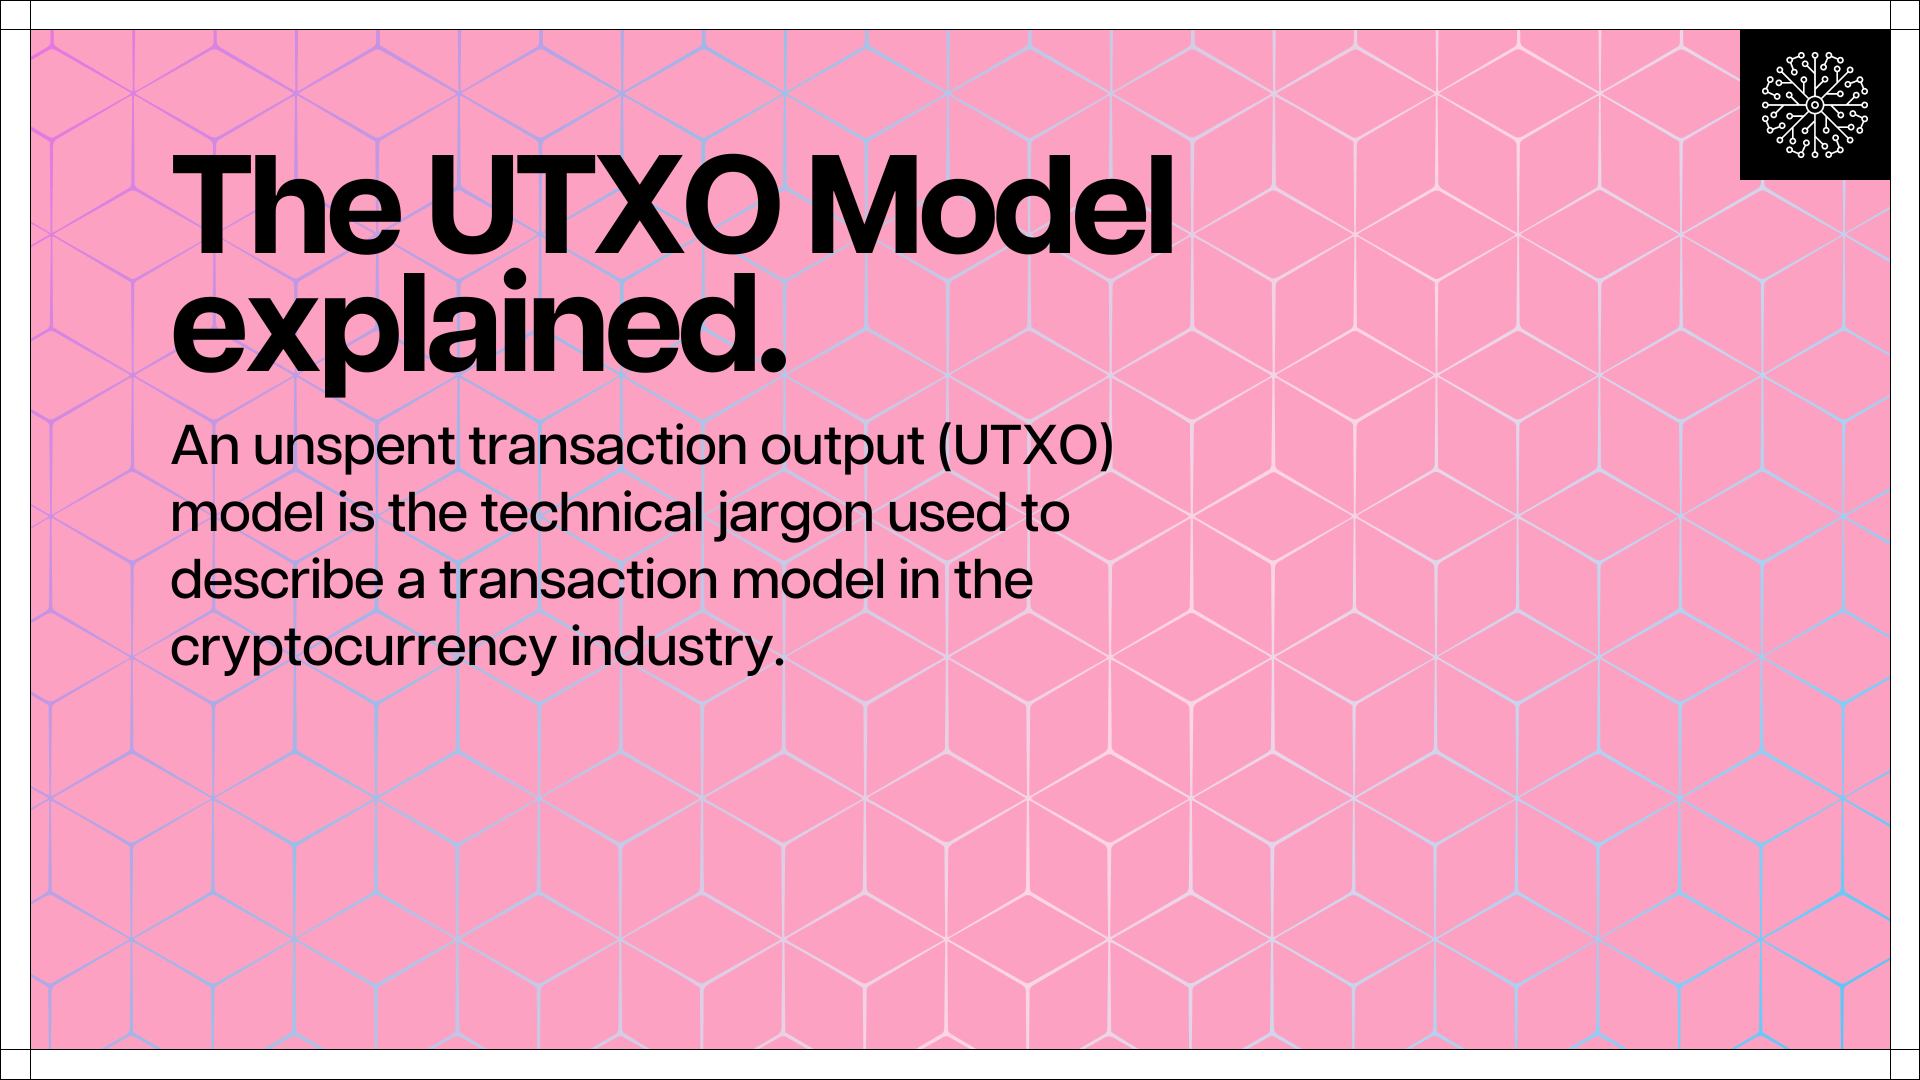 The UTXO Model
explained.
An unspent transaction output (UTXO)
model is the technical jargon used to
describe a transaction model in the
cryptocurrency industry.